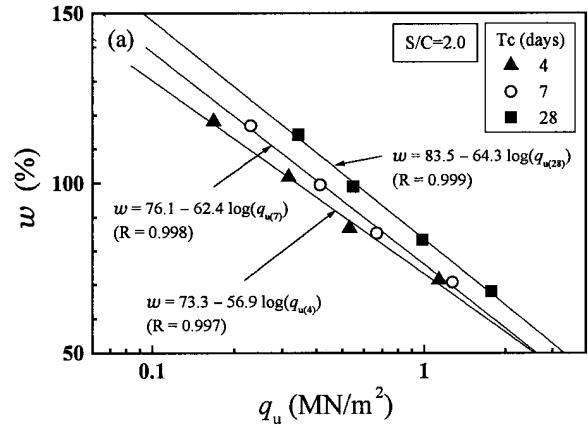 150
(a)
S/C=2.0
Tc (days)
4
7
28
w = 83.5 – 64.3 log(qu(28))
(R = 0.999)
100
w (%)
w = 76.1 – 62.4 log(qu(7))
(R = 0.998)
w = 73.3 – 56.9 log(qu(4))
(R = 0.997)
50
0.1
1
qu (MN/m²)